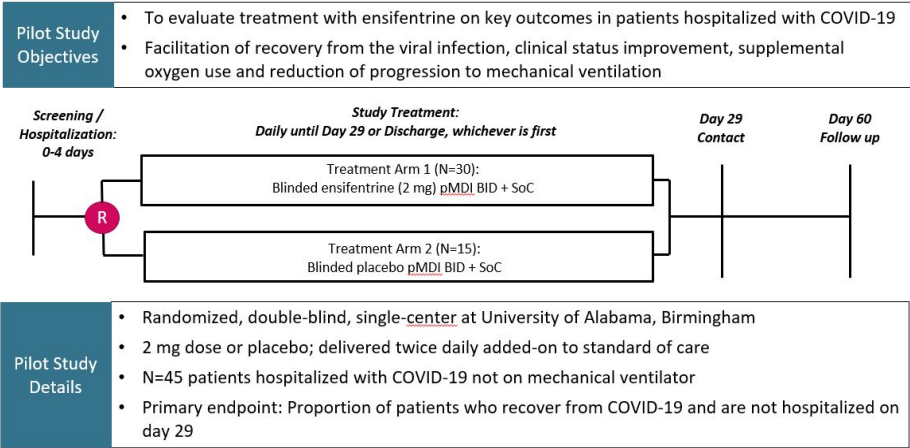 Pilot Study
Objectives
• To evaluate treatment with ensifentrine on key outcomes in patients hospitalized with COVID-19
• Facilitation of recovery from the viral infection, clinical status improvement, supplemental
oxygen use and reduction of progression to mechanical ventilation
Screening /
Hospitalization:
0-4 days
Study Treatment:
Daily until Day 29 or Discharge, whichever is first
Day 29
Contact
Day 60
Follow up
R
Treatment Arm 1 (N=30):
Blinded ensifentrine (2 mg) pMDI BID + SoC
Treatment Arm 2 (N=15):
Blinded placebo pMDI BID + SoC
Pilot Study
Details
• Randomized, double-blind, single-center at University of Alabama, Birmingham
• 2 mg dose or placebo; delivered twice daily added-on to standard of care
• N=45 patients hospitalized with COVID-19 not on mechanical ventilator
• Primary endpoint: Proportion of patients who recover from COVID-19 and are not hospitalized on
day 29